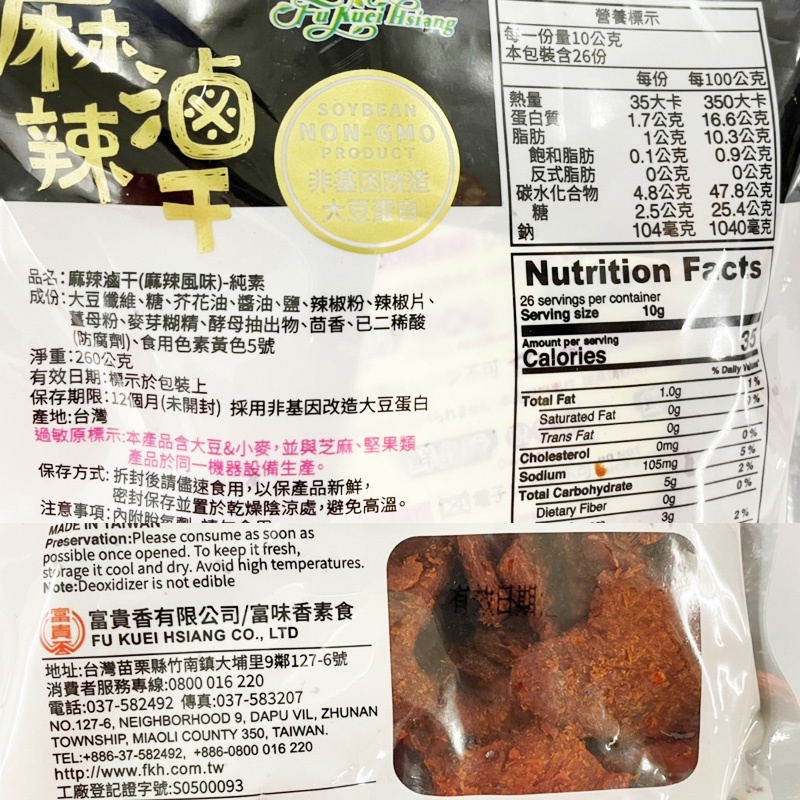 麻辣滷干
Fu Kuei Hsiang
SOYBEAN
NON-GMO
PRODUCT
非基因改造
大豆蛋白
品名:麻辣滷干(麻辣風味)-純素
成份:大豆纖維、糖、芥花油、醬油、鹽、辣椒粉、辣椒片、
薑母粉、麥芽糊精、酵母抽出物、茴香、己二稀酸
(防腐劑)、食用色素黃色5號
淨重:260公克
有效日期:標示於包裝上
保存期限:12個月(未開封) 採用非基因改造大豆蛋白
產地:台灣
過敏原標示:本產品含大豆&小麥,並與芝麻、堅果類
產品於同一機器設備生產。
保存方式:拆封後請儘速食用,以保產品新鮮,
密封保存並置於乾燥陰涼處,避免高溫。
注意事項:內附脫氧劑,請勿食用
營養標示
每一份量10公克
本包裝含26份
每份 每100公克
熱量 35大卡 350大卡
蛋白質 1.7公克 16.6公克
脂肪 1公克 10.3公克
飽和脂肪 0.1公克 0.9公克
反式脂肪 0公克 0公克
碳水化合物 4.8公克 47.8公克
糖 2.5公克 25.4公克
鈉 104毫克 1040毫克
Nutrition Facts
26 servings per container
Serving size 10g
Amount per serving
Calories 35
% Daily Value
Total Fat 1.0g 1%
Saturated Fat 0g
Trans Fat 0g
Cholesterol 0mg 0%
Sodium 105mg 5%
Total Carbohydrate 5g 2%
Dietary Fiber 0g 0%
3g 2%
MADE IN TAIWAN
Preservation:Please consume as soon as
possible once opened. To keep it fresh,
storage it cool and dry. Avoid high temperatures.
Note:Deoxidizer is not edible
有效日期
富貴香
富貴香有限公司/富味香素食
FU KUEI HSIANG CO., LTD
地址:台灣苗栗縣竹南鎮大埔里9鄰127-6號
消費者服務專線:0800 016 220
電話:037-582492 傳真:037-583207
NO.127-6, NEIGHBORHOOD 9, DAPU VIL, ZHUNAN
TOWNSHIP, MIAOLI COUNTY 350, TAIWAN.
TEL:+886-37-582492, +886-0800 016 220
http://www.fkh.com.tw
工廠登記證字號:S0500093